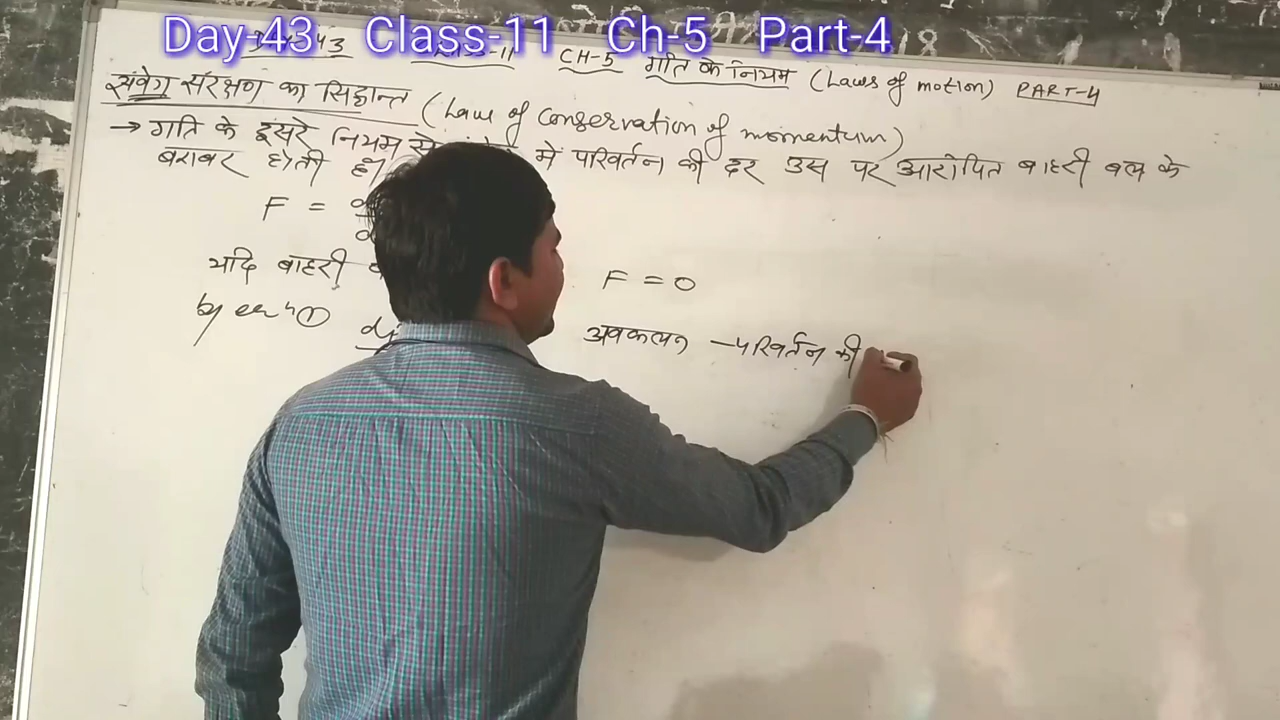 Day-43 Class-11 Ch-5 Part-4
CH-5 गति के नियम (Laws of motion) PART-4
संवेग संरक्षण का सिद्धान्त (Law of conservation of momentum)
→ गति के दूसरे नियम से में परिवर्तन की दर उस पर आरोपित बाहरी बल के
बराबर होती है
F =
यदि बाहरी F = 0
by eqⁿ ① अवकलन - परिवर्तन की